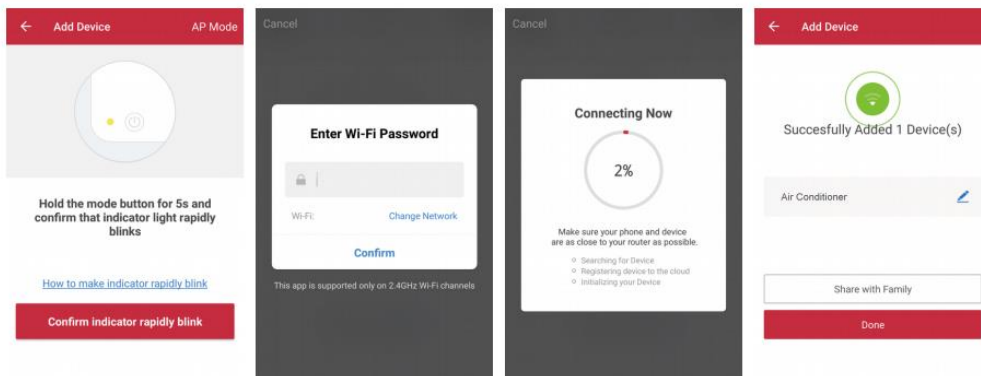 Add Device
AP Mode
Hold the mode button for 5s and
confirm that indicator light rapidly
blinks
How to make indicator rapidly blink
Confirm indicator rapidly blink
Cancel
Enter Wi-Fi Password
Wi-Fi:
Change Network
Confirm
This app is supported only on 2.4GHz Wi-Fi channels
Cancel
Connecting Now
2%
Make sure your phone and device
are as close to your router as possible.
Searching for Device
Registering device to the cloud
Initializing your Device
Add Device
Succesfully Added 1 Device(s)
Air Conditioner
Share with Family
Done